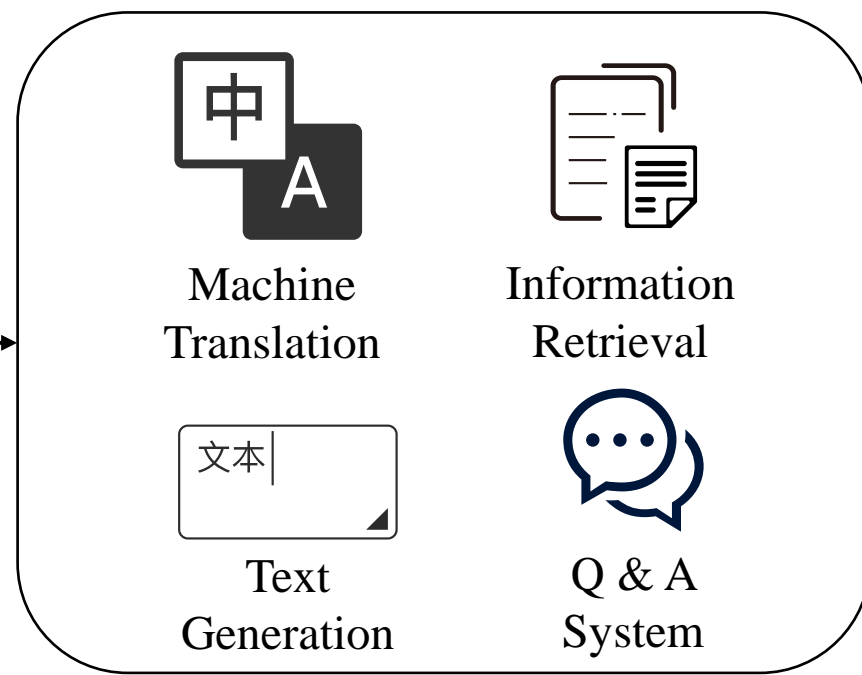 中
A
Machine
Translation
Information
Retrieval
文本
Text
Generation
Q & A
System